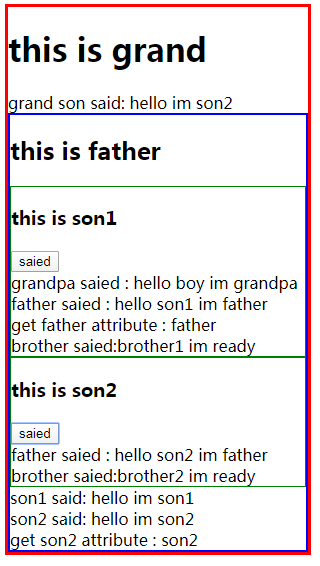 this is grand
grand son said: hello im son2
this is father
this is son1
saied
grandpa saied : hello boy im grandpa
father saied : hello son1 im father
get father attribute : father
brother saied:brother1 im ready
this is son2
saied
father saied : hello son2 im father
brother saied:brother2 im ready
son1 said: hello im son1
son2 said: hello im son2
get son2 attribute : son2